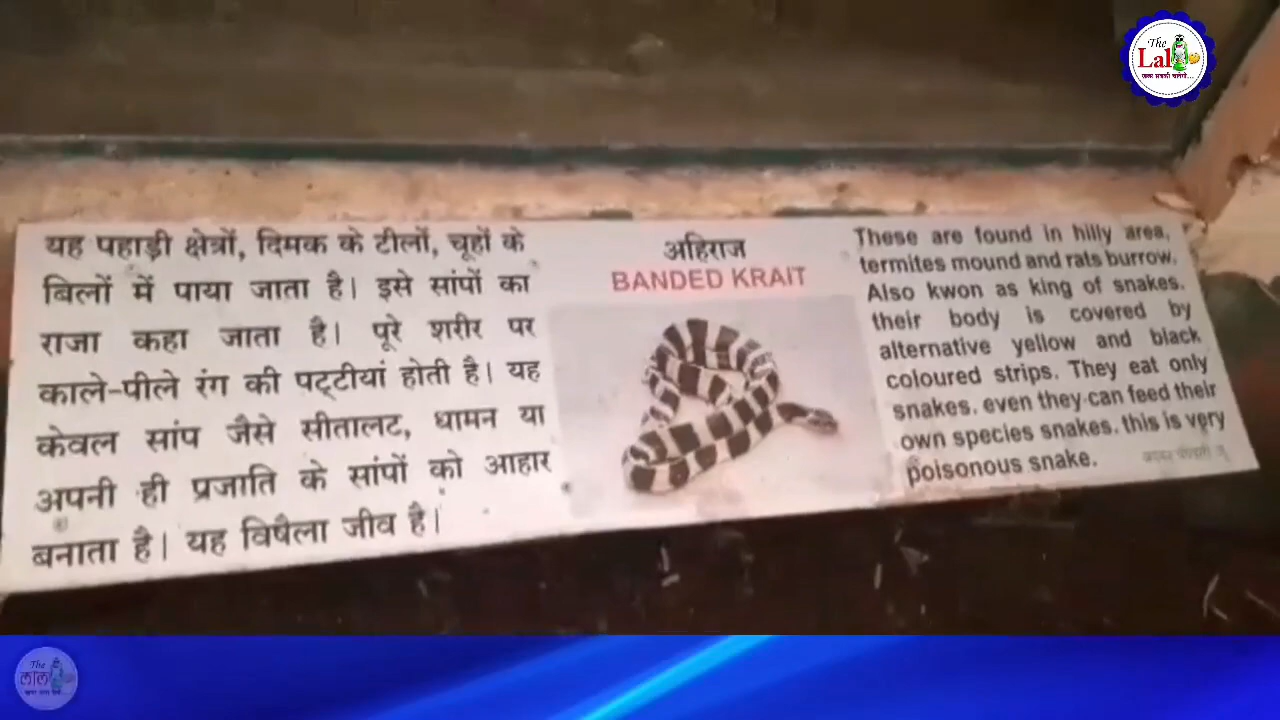 The
Lal
यह पहाड़ी क्षेत्रों, दिमक के टीलों, चूहों के
बिलों में पाया जाता है। इसे सांपों का
राजा कहा जाता है। पूरे शरीर पर
काले-पीले रंग की पट्टीयां होती है। यह
केवल सांप जैसे सीतालट, धामन या
अपनी ही प्रजाति के सांपों को आहार
बनाता है। यह विषैला जीव है।
अहिराज
BANDED KRAIT
These are found in hilly area,
termites mound and rats burrow.
Also kwon as king of snakes.
their body is covered by
alternative yellow and black
coloured strips. They eat only
snakes. even they can feed their
own species snakes. this is very
poisonous snake.
The
लाल